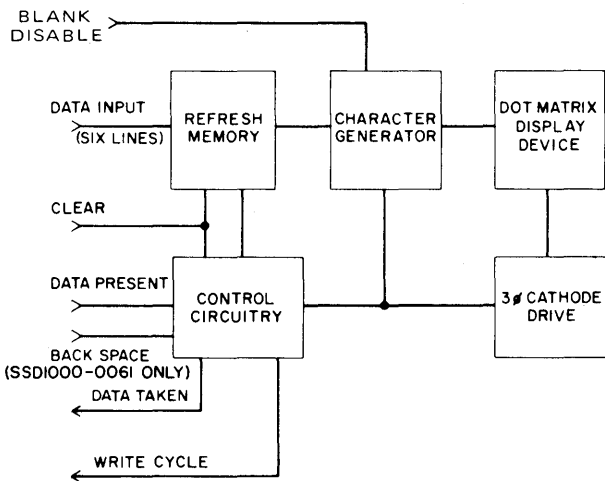 BLANK
DISABLE
DATA INPUT
(SIX LINES)
REFRESH
MEMORY
CHARACTER
GENERATOR
DOT MATRIX
DISPLAY
DEVICE
CLEAR
DATA PRESENT
CONTROL
CIRCUITRY
3ø CATHODE
DRIVE
BACK SPACE
(SSD1000-0061 ONLY)
DATA TAKEN
WRITE CYCLE